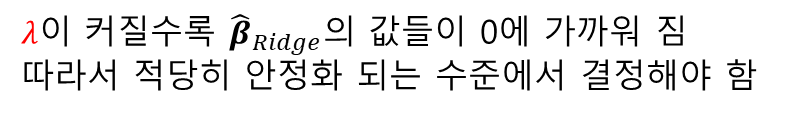 λ이 커질수록 β̂_Ridge의 값들이 0에 가까워 짐
따라서 적당히 안정화 되는 수준에서 결정해야 함